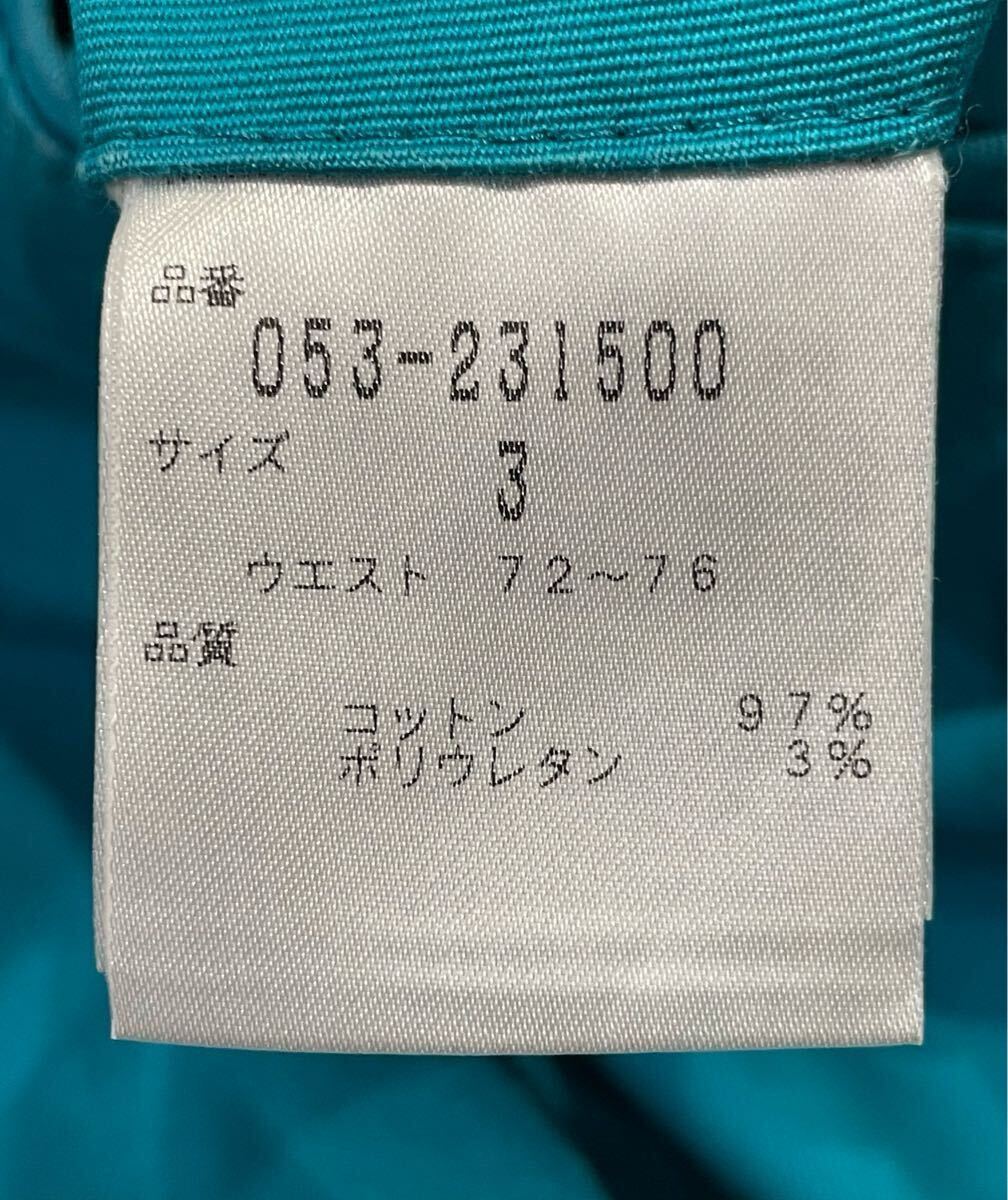 品番
053-231500
サイズ 3
ウエスト 72〜76
品質
コットン 97%
ポリウレタン 3%